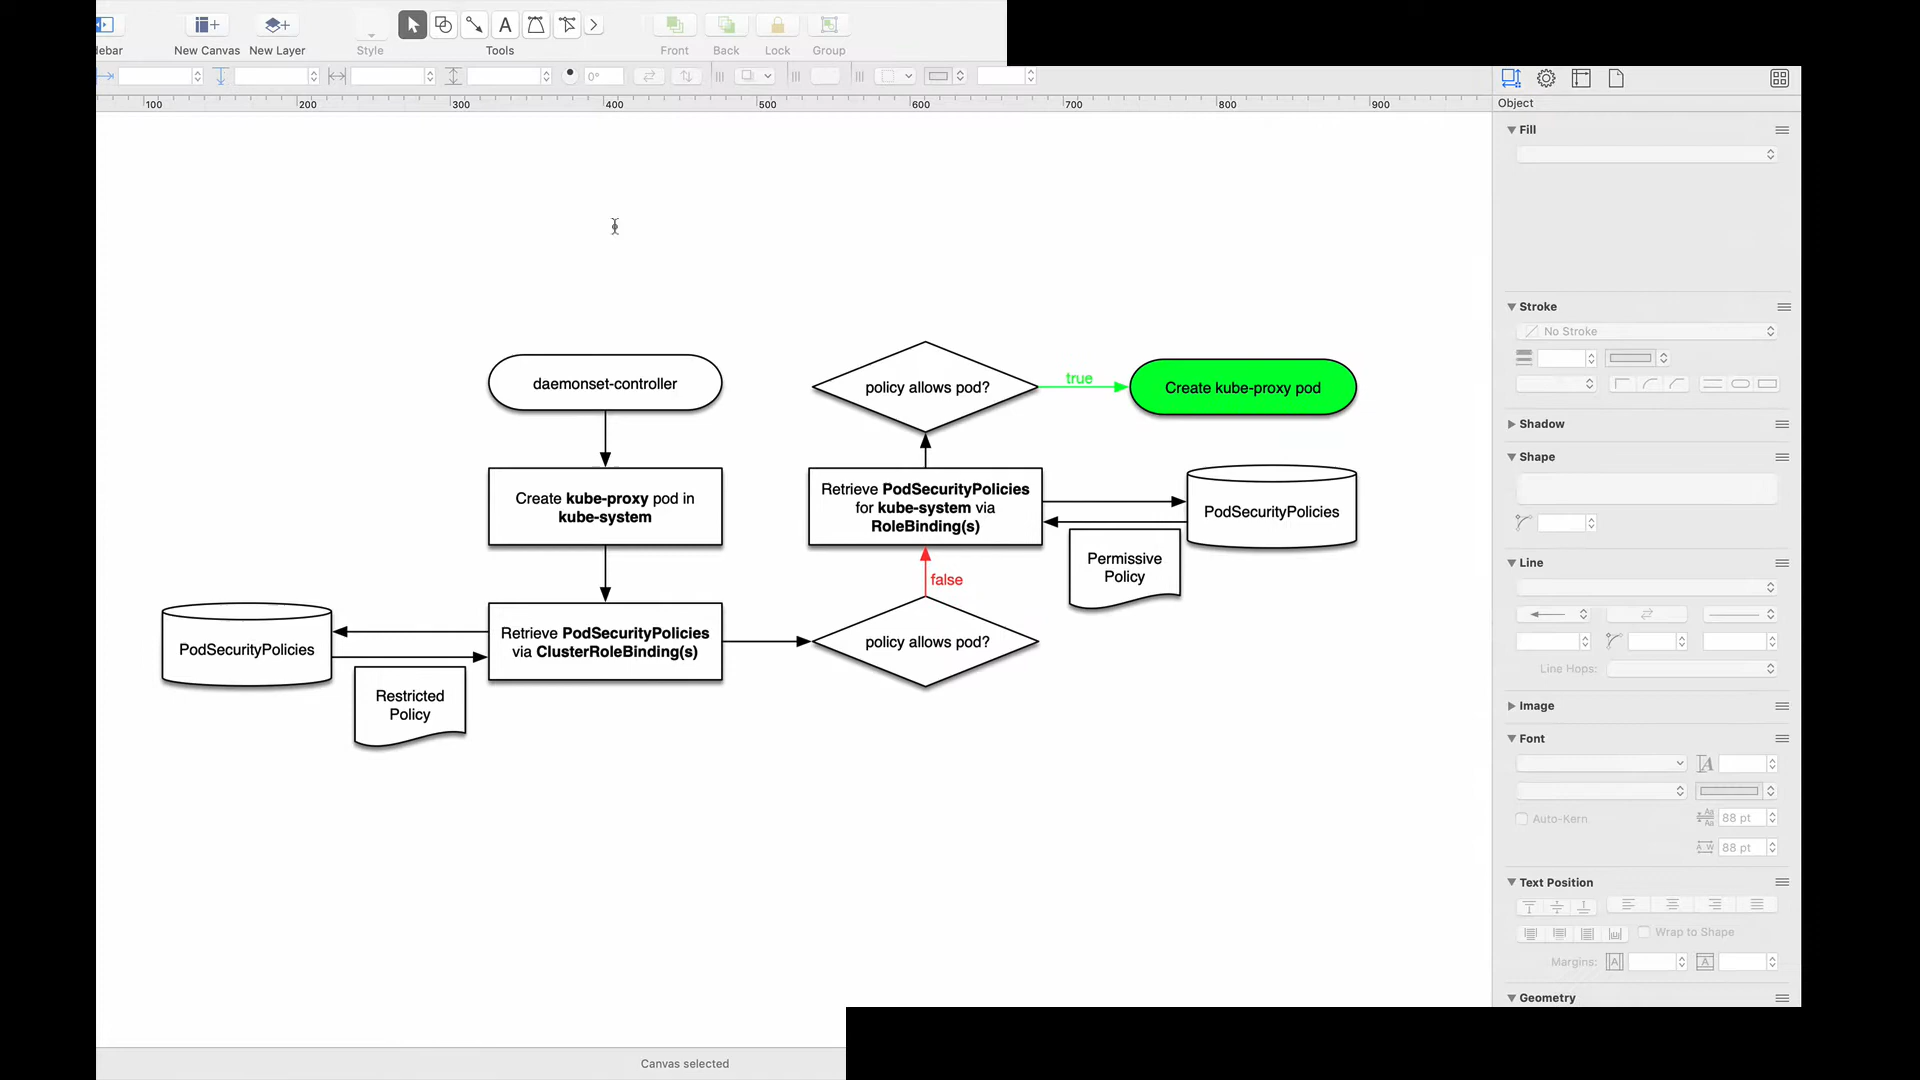 ebar
New Canvas
New Layer
Style
Tools
Front
Back
Lock
Group
0°
100
200
300
400
500
600
700
800
900
Object
Fill
Stroke
No Stroke
Shadow
Shape
Line
Line Hops:
Image
Font
Auto-Kern
88 pt
88 pt
Text Position
Wrap to Shape
Margins:
Geometry
daemonset-controller
Create kube-proxy pod in
kube-system
Retrieve PodSecurityPolicies
via ClusterRoleBinding(s)
PodSecurityPolicies
Restricted
Policy
policy allows pod?
false
Retrieve PodSecurityPolicies
for kube-system via
RoleBinding(s)
PodSecurityPolicies
Permissive
Policy
policy allows pod?
true
Create kube-proxy pod
Canvas selected